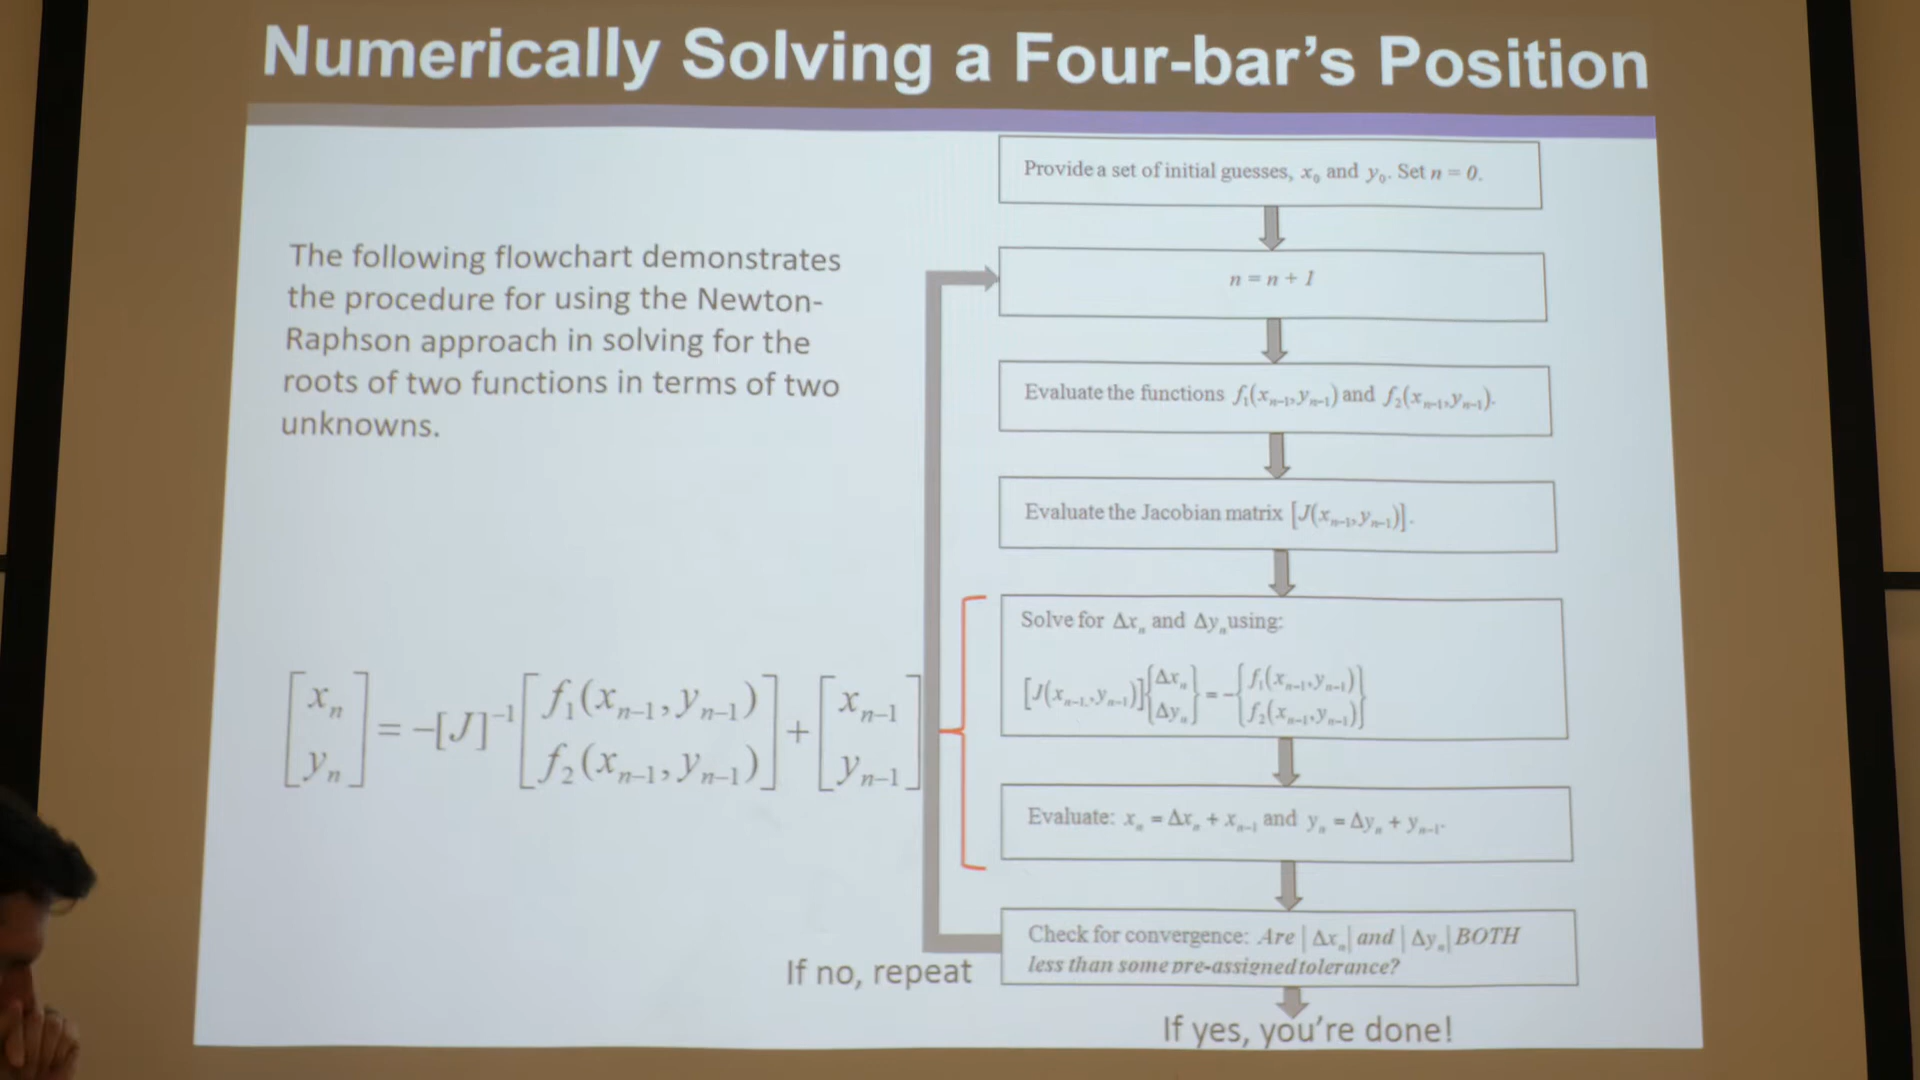 Numerically Solving a Four-bar's Position
The following flowchart demonstrates
the procedure for using the Newton-
Raphson approach in solving for the
roots of two functions in terms of two
unknowns.
[xₙ yₙ] = −[J]⁻¹ [f₁(xₙ₋₁, yₙ₋₁) f₂(xₙ₋₁, yₙ₋₁)] + [xₙ₋₁ yₙ₋₁]
Provide a set of initial guesses, x₀ and y₀. Set n = 0.
n = n + 1
Evaluate the functions f₁(xₙ₋₁,yₙ₋₁) and f₂(xₙ₋₁,yₙ₋₁).
Evaluate the Jacobian matrix [J(xₙ₋₁,yₙ₋₁)].
Solve for Δxₙ and Δyₙ using:
[J(xₙ₋₁,yₙ₋₁)]{Δxₙ Δyₙ} = −{f₁(xₙ₋₁,yₙ₋₁) f₂(xₙ₋₁,yₙ₋₁)}
Evaluate: xₙ = Δxₙ + xₙ₋₁ and yₙ = Δyₙ + yₙ₋₁.
Check for convergence: Are |Δxₙ| and |Δyₙ| BOTH
less than some pre-assigned tolerance?
If no, repeat
If yes, you're done!